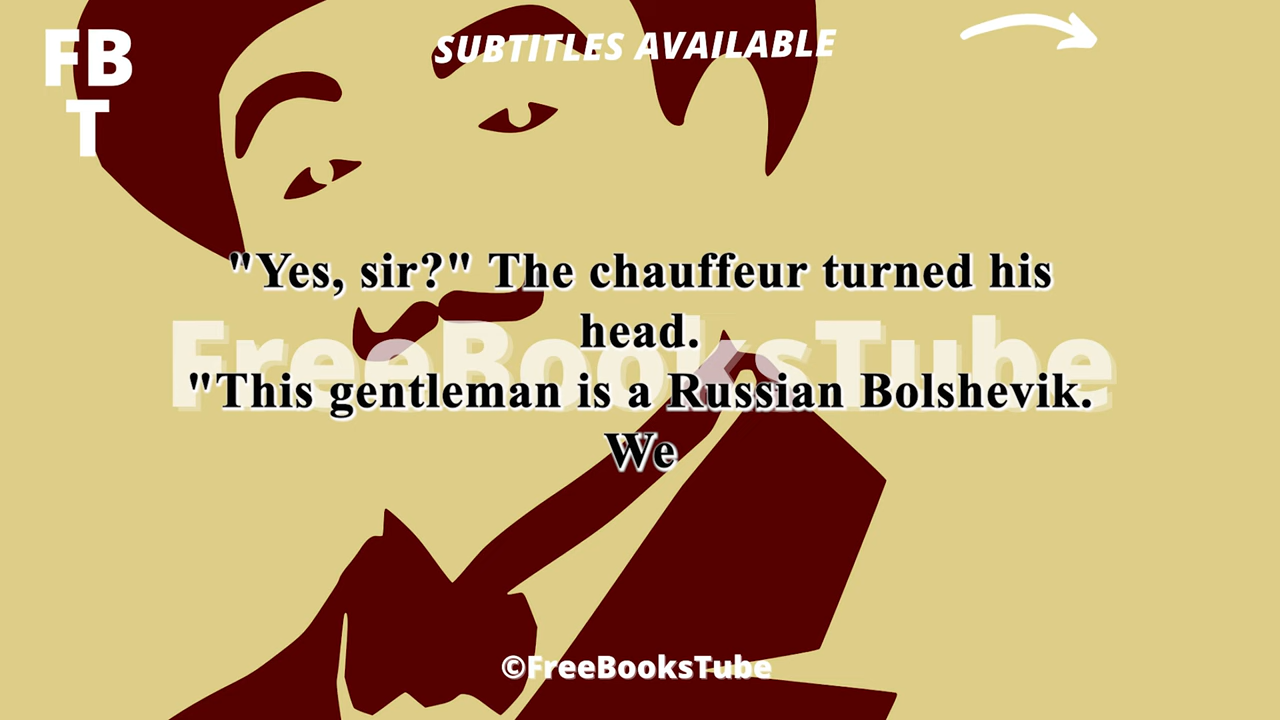 FB
T
SUBTITLES AVAILABLE
"Yes, sir?" The chauffeur turned his
head.
FreeBooksTube
"This gentleman is a Russian Bolshevik.
We
©FreeBooksTube